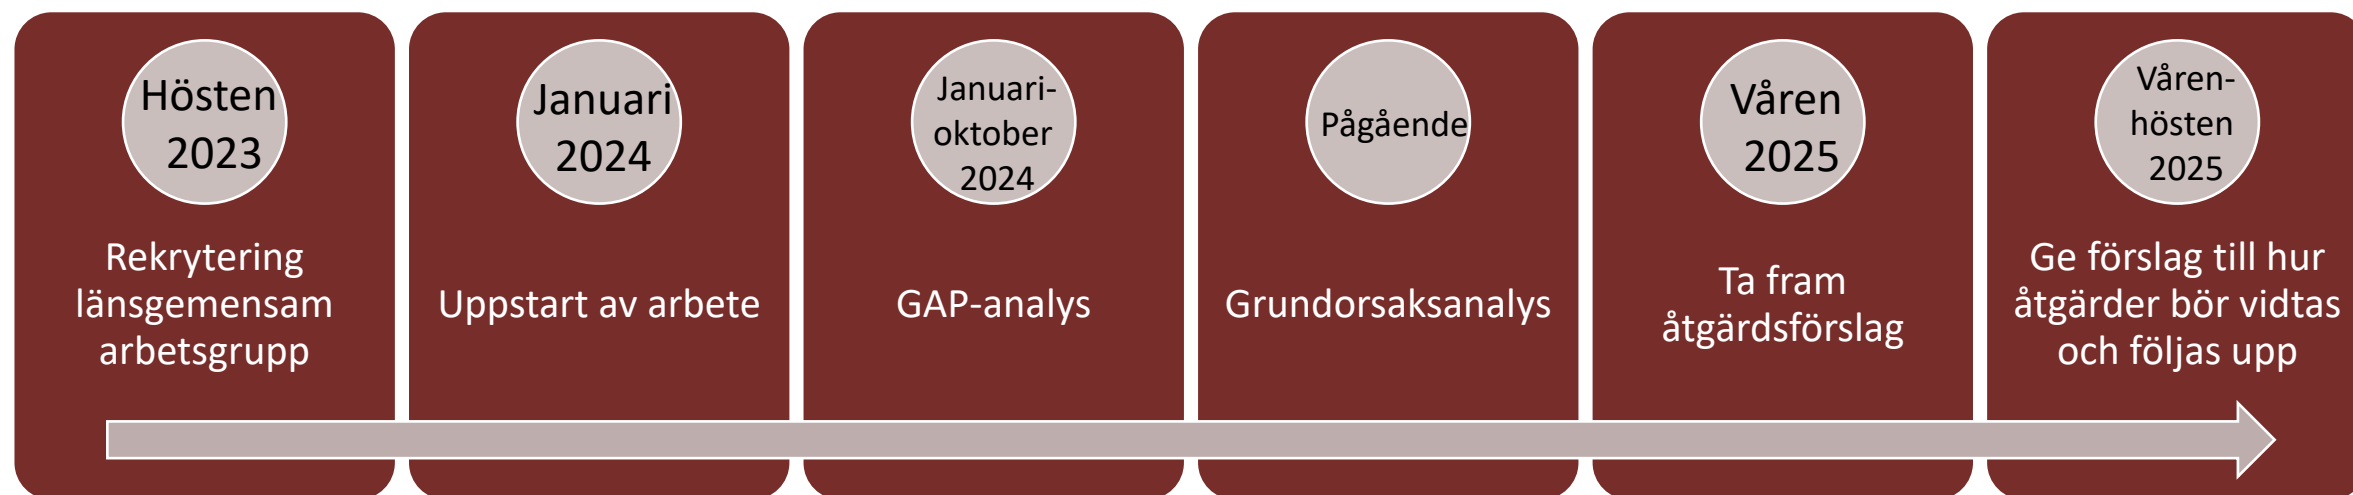 Hösten
2023
Rekrytering
länsgemensam
arbetsgrupp
Januari
2024
Uppstart av arbete
Januari-
oktober
2024
GAP-analys
Pågående
Grundorsaksanalys
Våren
2025
Ta fram
åtgärdsförslag
Våren-
hösten
2025
Ge förslag till hur
åtgärder bör vidtas
och följas upp